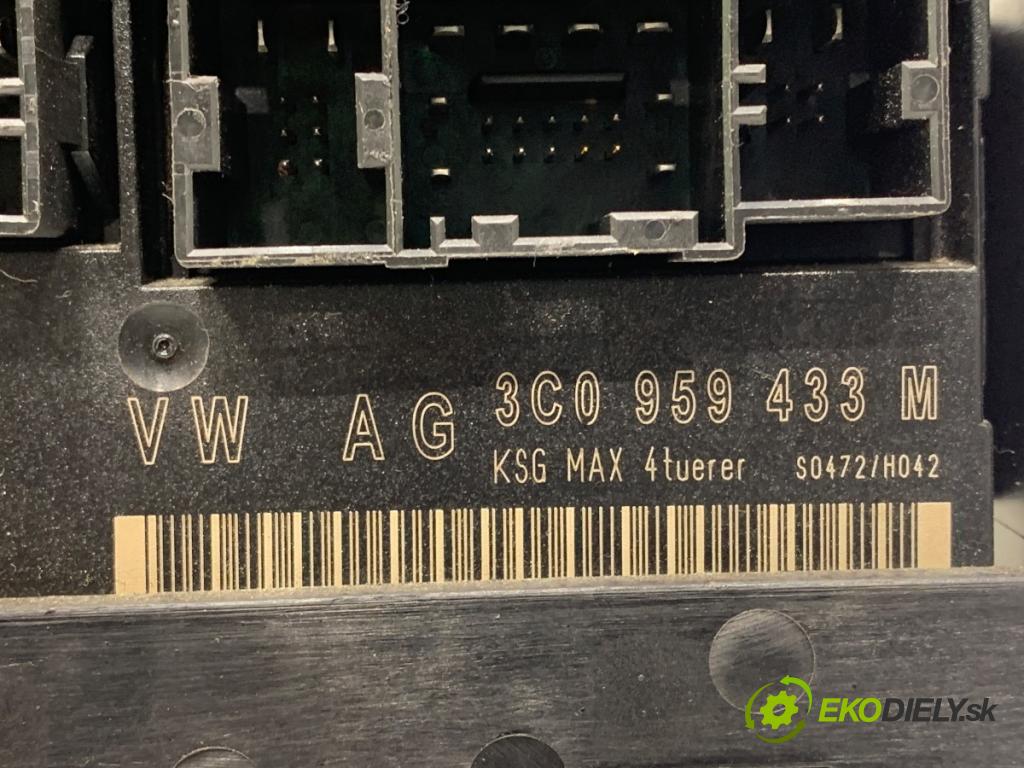 VW AG 3C0 959 433 M
KSG MAX 4tuerer S0472/H042
EKODIELY.sk